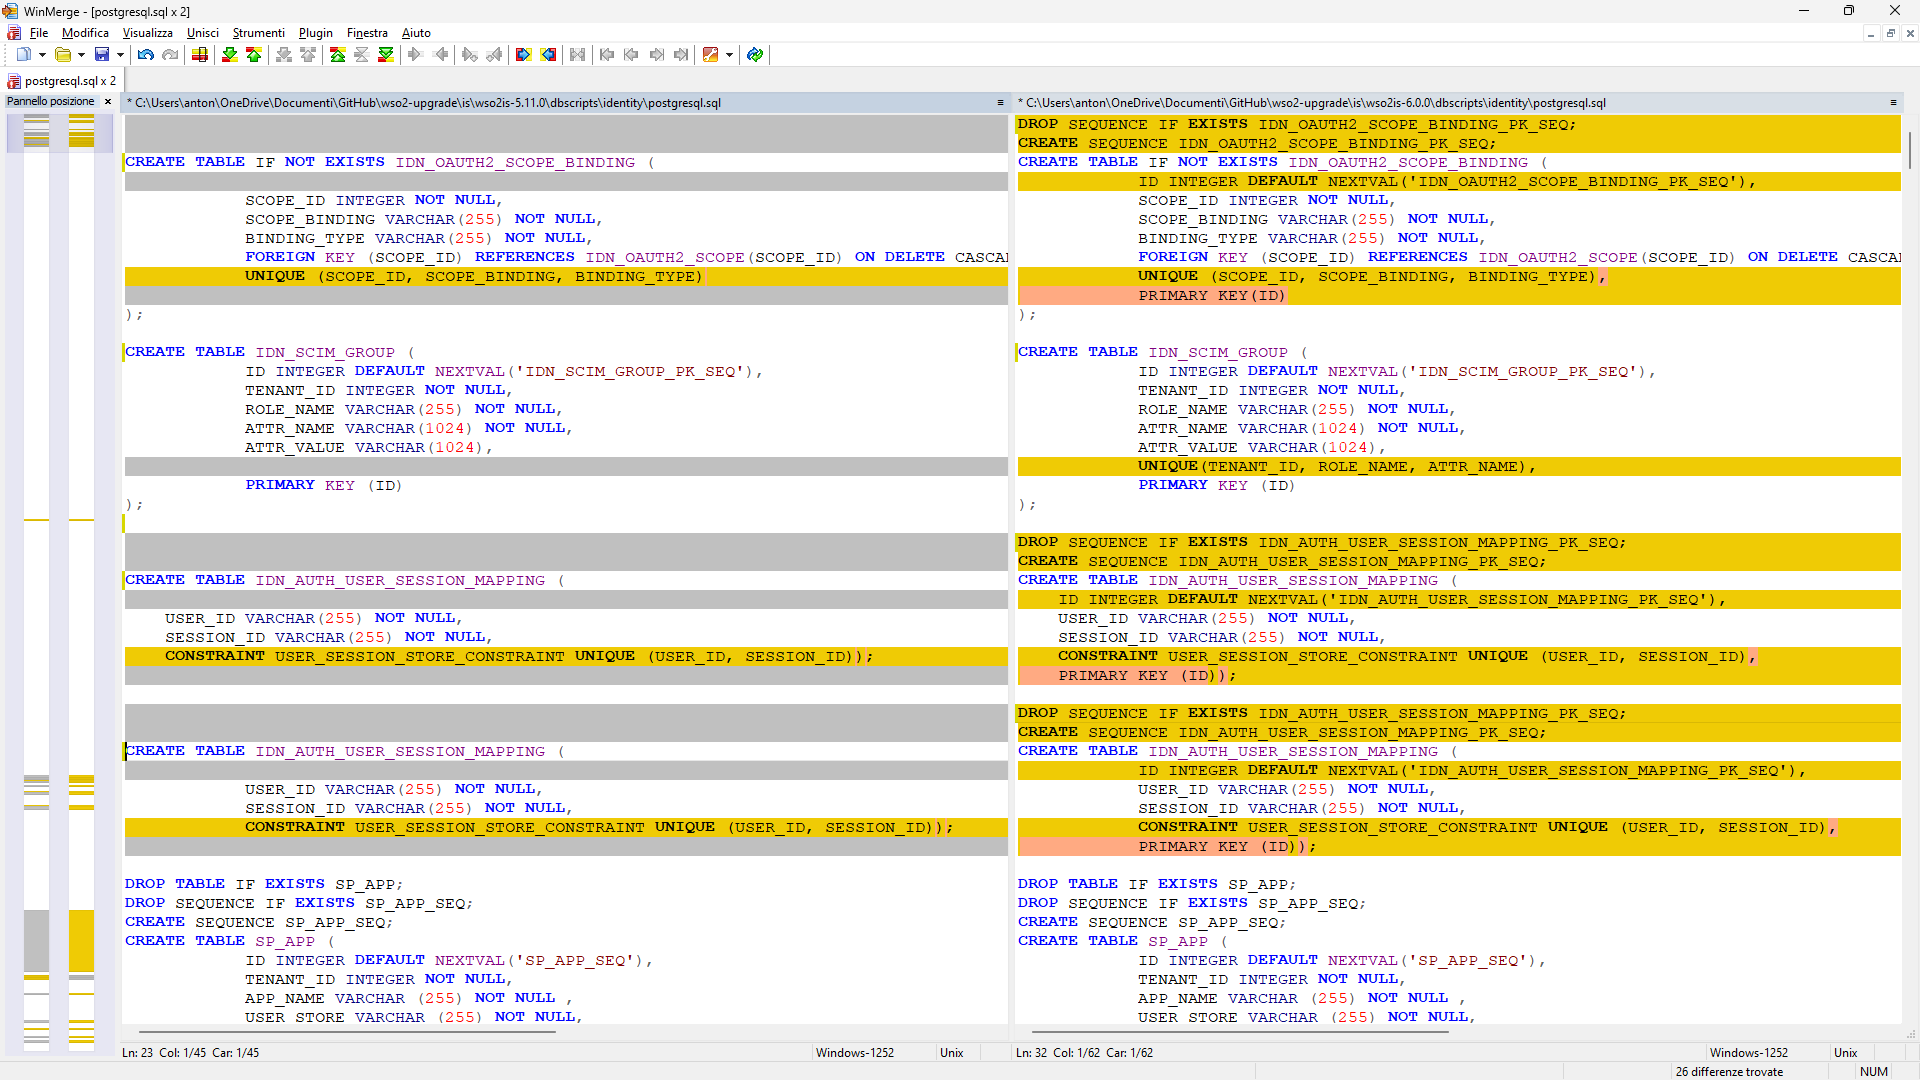 WinMerge - [postgresql.sql x 2]
File Modifica Visualizza Unisci Strumenti Plugin Finestra Aiuto
postgresql.sql x 2
Pannello posizione
* C:\Users\anton\OneDrive\Documenti\GitHub\wso2-upgrade\is\wso2is-5.11.0\dbscripts\identity\postgresql.sql
CREATE TABLE IF NOT EXISTS IDN_OAUTH2_SCOPE_BINDING (
SCOPE_ID INTEGER NOT NULL,
SCOPE_BINDING VARCHAR(255) NOT NULL,
BINDING_TYPE VARCHAR(255) NOT NULL,
FOREIGN KEY (SCOPE_ID) REFERENCES IDN_OAUTH2_SCOPE(SCOPE_ID) ON DELETE CASCA
UNIQUE (SCOPE_ID, SCOPE_BINDING, BINDING_TYPE)
);
CREATE TABLE IDN_SCIM_GROUP (
ID INTEGER DEFAULT NEXTVAL('IDN_SCIM_GROUP_PK_SEQ'),
TENANT_ID INTEGER NOT NULL,
ROLE_NAME VARCHAR(255) NOT NULL,
ATTR_NAME VARCHAR(1024) NOT NULL,
ATTR_VALUE VARCHAR(1024),
PRIMARY KEY (ID)
);
CREATE TABLE IDN_AUTH_USER_SESSION_MAPPING (
USER_ID VARCHAR(255) NOT NULL,
SESSION_ID VARCHAR(255) NOT NULL,
CONSTRAINT USER_SESSION_STORE_CONSTRAINT UNIQUE (USER_ID, SESSION_ID));
CREATE TABLE IDN_AUTH_USER_SESSION_MAPPING (
USER_ID VARCHAR(255) NOT NULL,
SESSION_ID VARCHAR(255) NOT NULL,
CONSTRAINT USER_SESSION_STORE_CONSTRAINT UNIQUE (USER_ID, SESSION_ID));
DROP TABLE IF EXISTS SP_APP;
DROP SEQUENCE IF EXISTS SP_APP_SEQ;
CREATE SEQUENCE SP_APP_SEQ;
CREATE TABLE SP_APP (
ID INTEGER DEFAULT NEXTVAL('SP_APP_SEQ'),
TENANT_ID INTEGER NOT NULL,
APP_NAME VARCHAR (255) NOT NULL ,
USER_STORE VARCHAR (255) NOT NULL,
Ln: 23 Col: 1/45 Car: 1/45
Windows-1252
Unix
* C:\Users\anton\OneDrive\Documenti\GitHub\wso2-upgrade\is\wso2is-6.0.0\dbscripts\identity\postgresql.sql
DROP SEQUENCE IF EXISTS IDN_OAUTH2_SCOPE_BINDING_PK_SEQ;
CREATE SEQUENCE IDN_OAUTH2_SCOPE_BINDING_PK_SEQ;
CREATE TABLE IF NOT EXISTS IDN_OAUTH2_SCOPE_BINDING (
ID INTEGER DEFAULT NEXTVAL('IDN_OAUTH2_SCOPE_BINDING_PK_SEQ'),
SCOPE_ID INTEGER NOT NULL,
SCOPE_BINDING VARCHAR(255) NOT NULL,
BINDING_TYPE VARCHAR(255) NOT NULL,
FOREIGN KEY (SCOPE_ID) REFERENCES IDN_OAUTH2_SCOPE(SCOPE_ID) ON DELETE CASCA
UNIQUE (SCOPE_ID, SCOPE_BINDING, BINDING_TYPE),
PRIMARY KEY(ID)
);
CREATE TABLE IDN_SCIM_GROUP (
ID INTEGER DEFAULT NEXTVAL('IDN_SCIM_GROUP_PK_SEQ'),
TENANT_ID INTEGER NOT NULL,
ROLE_NAME VARCHAR(255) NOT NULL,
ATTR_NAME VARCHAR(1024) NOT NULL,
ATTR_VALUE VARCHAR(1024),
UNIQUE(TENANT_ID, ROLE_NAME, ATTR_NAME),
PRIMARY KEY (ID)
);
DROP SEQUENCE IF EXISTS IDN_AUTH_USER_SESSION_MAPPING_PK_SEQ;
CREATE SEQUENCE IDN_AUTH_USER_SESSION_MAPPING_PK_SEQ;
CREATE TABLE IDN_AUTH_USER_SESSION_MAPPING (
ID INTEGER DEFAULT NEXTVAL('IDN_AUTH_USER_SESSION_MAPPING_PK_SEQ'),
USER_ID VARCHAR(255) NOT NULL,
SESSION_ID VARCHAR(255) NOT NULL,
CONSTRAINT USER_SESSION_STORE_CONSTRAINT UNIQUE (USER_ID, SESSION_ID),
PRIMARY KEY (ID));
DROP SEQUENCE IF EXISTS IDN_AUTH_USER_SESSION_MAPPING_PK_SEQ;
CREATE SEQUENCE IDN_AUTH_USER_SESSION_MAPPING_PK_SEQ;
CREATE TABLE IDN_AUTH_USER_SESSION_MAPPING (
ID INTEGER DEFAULT NEXTVAL('IDN_AUTH_USER_SESSION_MAPPING_PK_SEQ'),
USER_ID VARCHAR(255) NOT NULL,
SESSION_ID VARCHAR(255) NOT NULL,
CONSTRAINT USER_SESSION_STORE_CONSTRAINT UNIQUE (USER_ID, SESSION_ID),
PRIMARY KEY (ID));
DROP TABLE IF EXISTS SP_APP;
DROP SEQUENCE IF EXISTS SP_APP_SEQ;
CREATE SEQUENCE SP_APP_SEQ;
CREATE TABLE SP_APP (
ID INTEGER DEFAULT NEXTVAL('SP_APP_SEQ'),
TENANT_ID INTEGER NOT NULL,
APP_NAME VARCHAR (255) NOT NULL ,
USER_STORE VARCHAR (255) NOT NULL,
Ln: 32 Col: 1/62 Car: 1/62
Windows-1252
Unix
26 differenze trovate
NUM